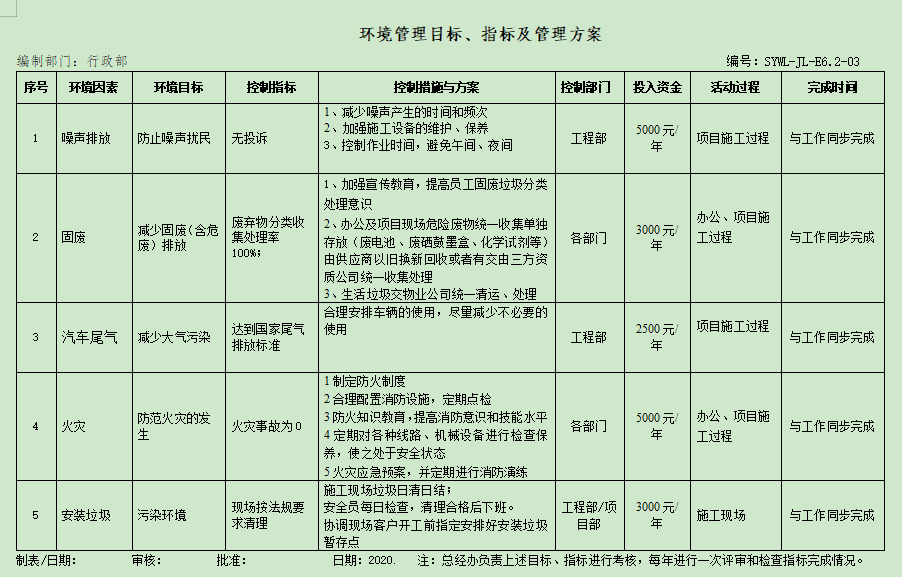 环境管理目标、指标及管理方案
编制部门：行政部
编号：SYWL-JL-E6.2-03
序号 环境因素 环境目标 控制指标 控制措施与方案 控制部门 投入资金 活动过程 完成时间
1
噪声排放
防止噪声扰民
无投诉
1、减少噪声产生的时间和频次
2、加强施工设备的维护、保养
3、控制作业时间，避免午间、夜间
工程部
5000元/
年
项目施工过程
与工作同步完成
2
固废
减少固废(含危
废）排放
废弃物分类收
集处理率
100%;
1、加强宣传教育，提高员工固废垃圾分类
处理意识
2、办公及项目现场危险废物统一收集单独
存放（废电池、废硒鼓墨盒、化学试剂等）
由供应商以旧换新回收或者有交由三方资
质公司统一收集处理
3、生活垃圾交物业公司统一清运、处理
各部门
3000元/
年
办公、项目施
工过程
与工作同步完成
3
汽车尾气
减少大气污染
达到国家尾气
排放标准
合理安排车辆的使用，尽量减少不必要的
使用
工程部
2500元/
年
项目施工过程
与工作同步完成
4
火灾
防范火灾的发
生
火灾事故为0
1制定防火制度
2合理配置消防设施，定期点检
3防火知识教育,提高消防意识和技能水平
4定期对各种线路、机械设备进行检查保
养，使之处于安全状态
5火灾应急预案，并定期进行消防演练
各部门
5000元/
年
办公、项目施
工过程
与工作同步完成
5
安装垃圾
污染环境
现场按法规要
求清理
施工现场垃圾日清日结；
安全员每日检查，清理合格后下班。
协调现场客户开工前指定安排好安装垃圾
暂存点
工程部/项
目部
3000元/
年
施工现场
与工作同步完成
制表/日期： 审核： 批准： 日期：2020. 注：总经办负责上述目标、指标进行考核，每年进行一次评审和检查指标完成情况。